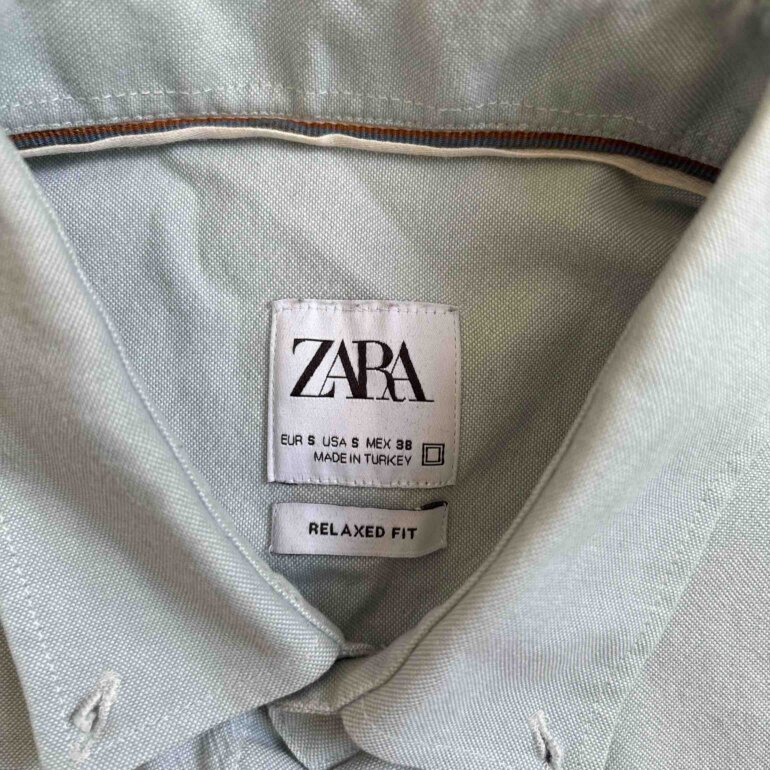 ZARA
EUR S USA S MEX 38
MADE IN TURKEY
RELAXED FIT